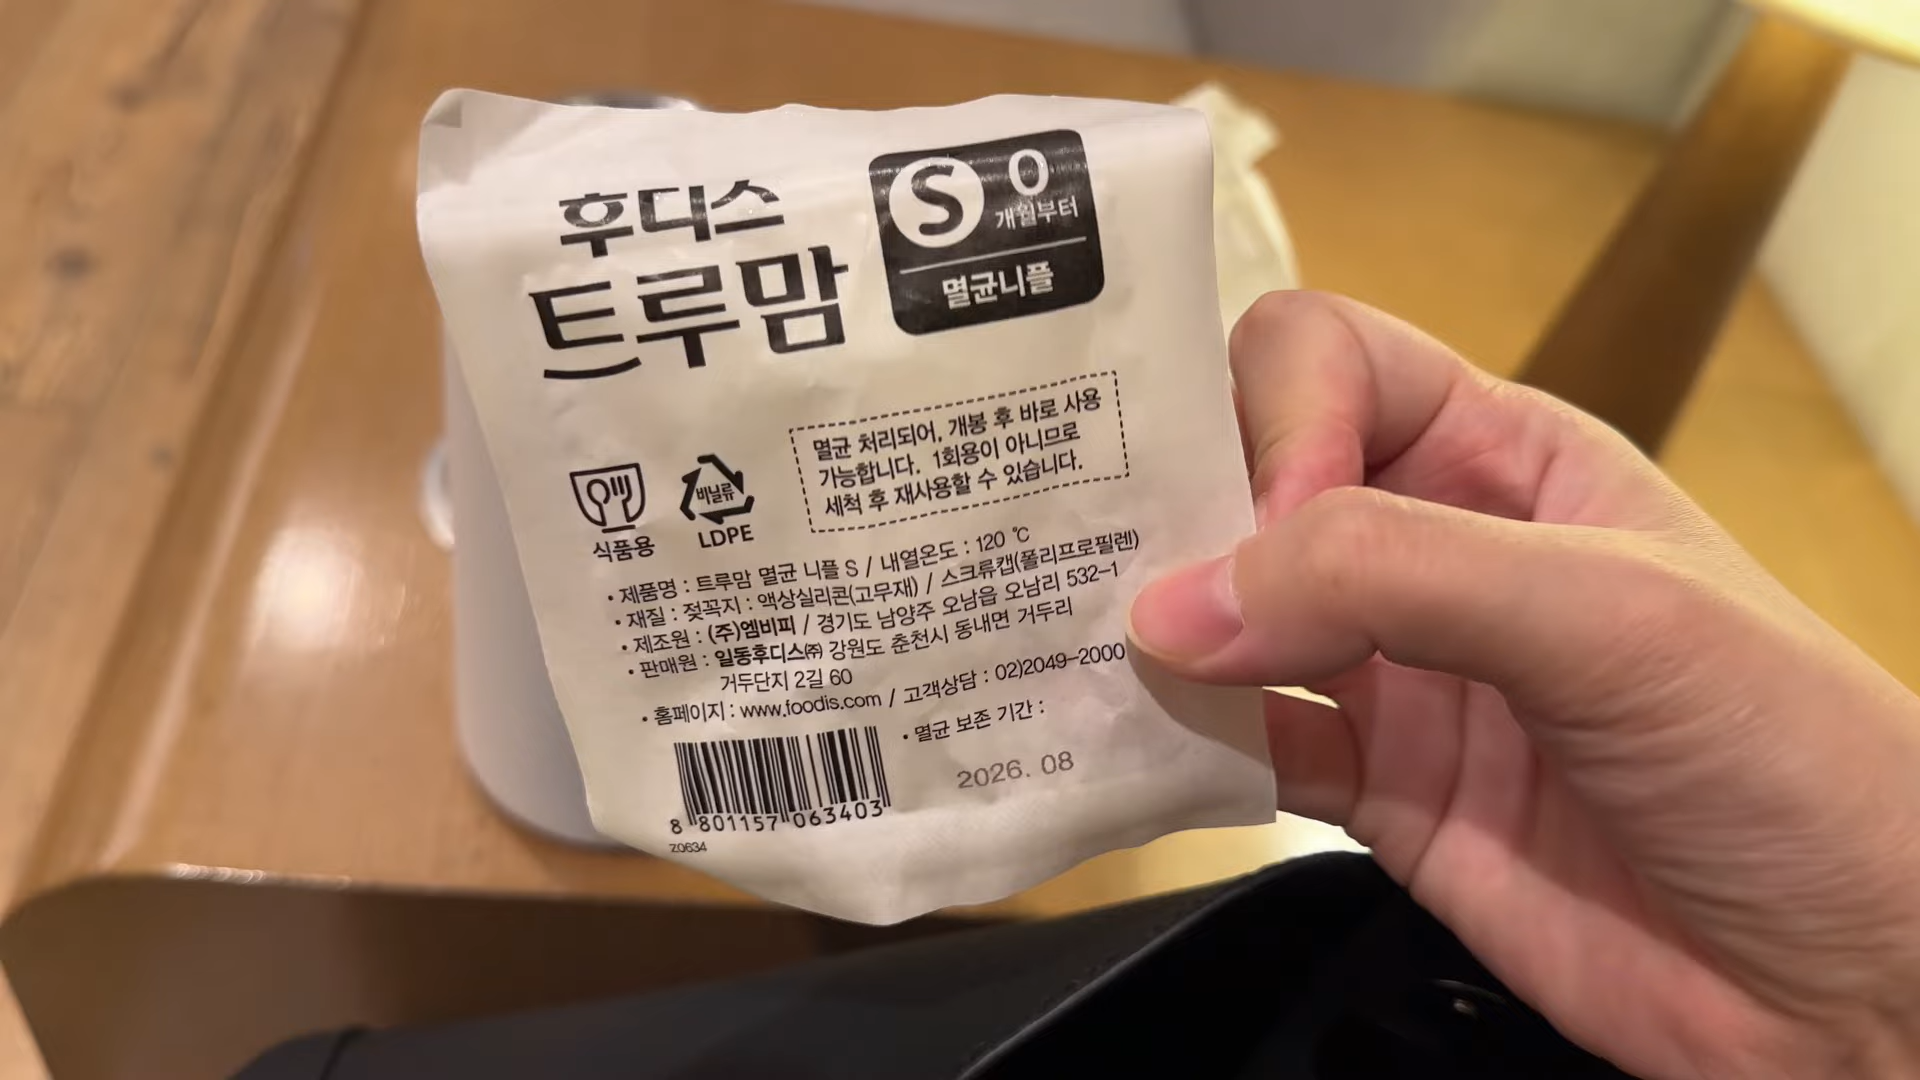 후디스
트루맘
S 0
개월부터
멸균니플
멸균 처리되어, 개봉 후 바로 사용
가능합니다. 1회용이 아니므로
세척 후 재사용할 수 있습니다.
식품용
비닐류
LDPE
• 제품명 : 트루맘 멸균 니플 S / 내열온도 : 120 ℃
• 재질 : 젖꼭지 : 액상실리콘(고무재) / 스크류캡(폴리프로필렌)
• 제조원 : (주)엠비피 / 경기도 남양주 오남읍 오남리 532-1
• 판매원 : 일동후디스㈜ 강원도 춘천시 동내면 거두리
거두단지 2길 60
• 홈페이지 : www.foodis.com / 고객상담 : 02)2049-2000
• 멸균 보존 기간 :
2026. 08
8 801157 063403
Z0634